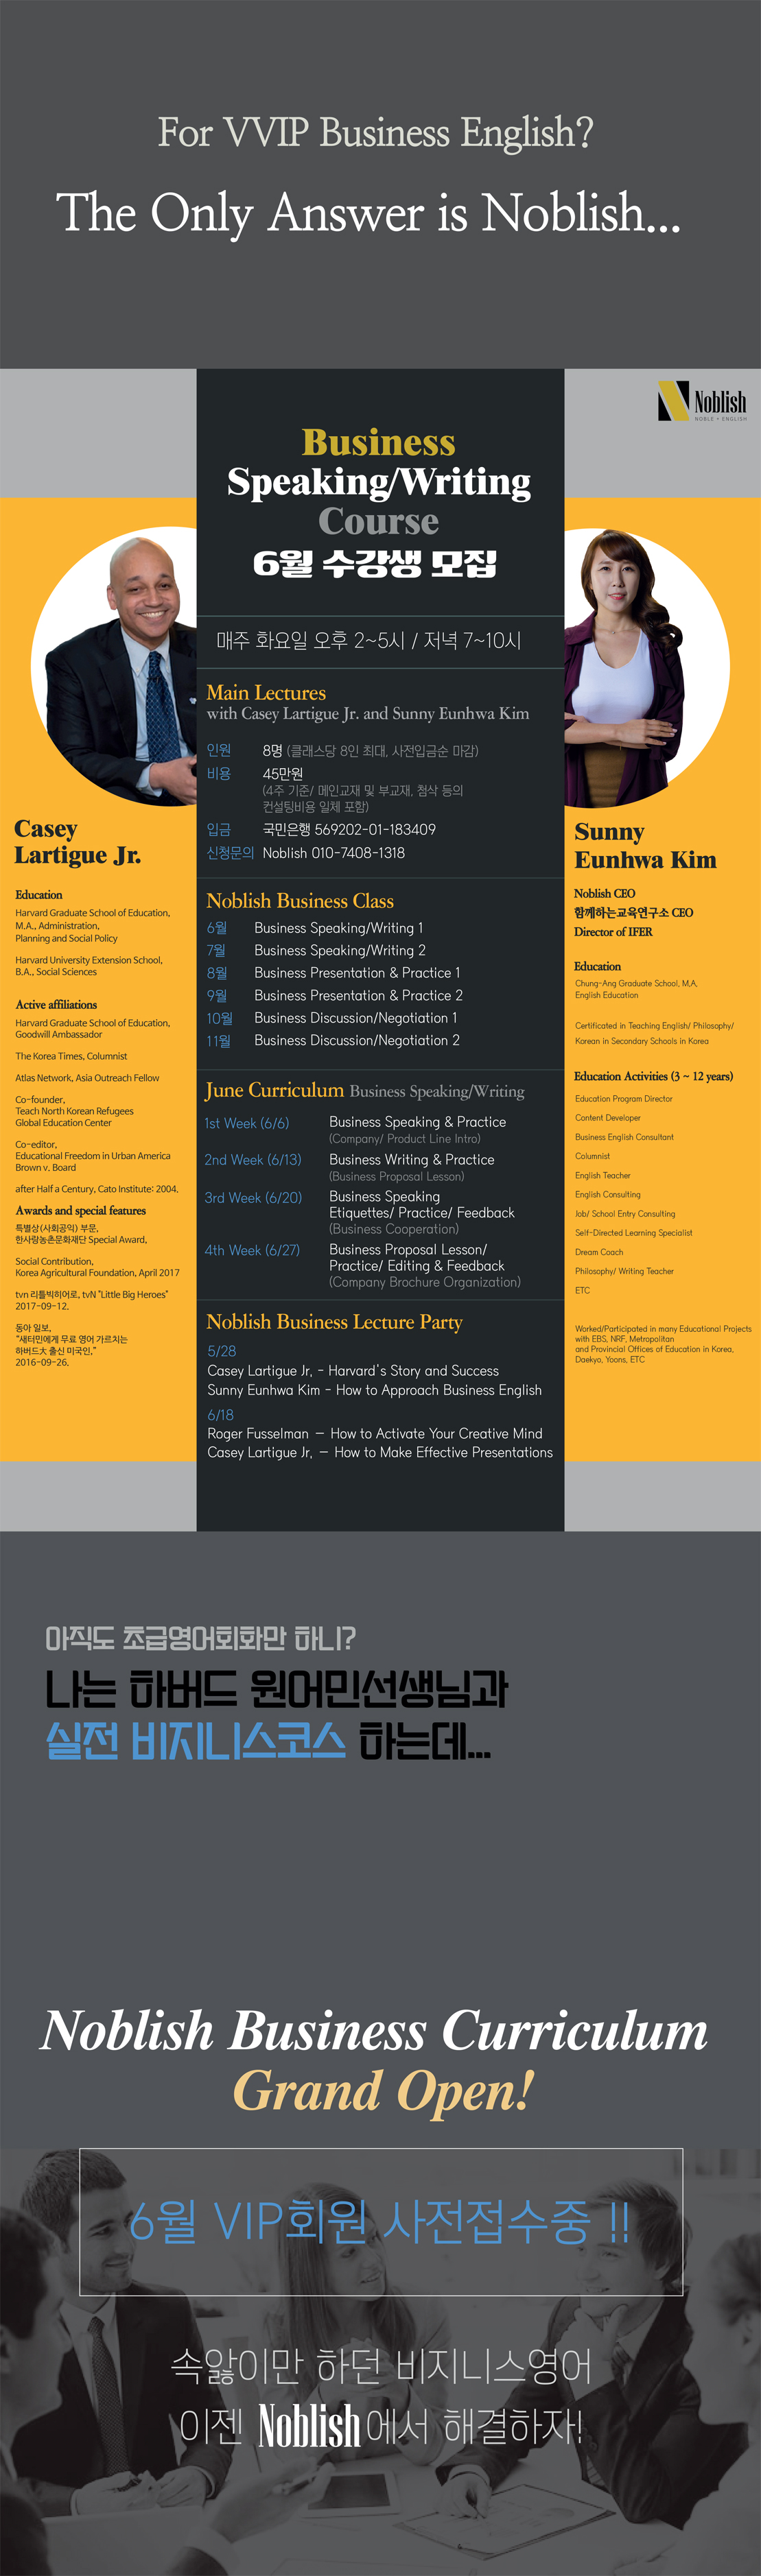 For VVIP Business English?
The Only Answer is Noblish...
Noblish
NOBLE + ENGLISH
Business
Speaking/Writing
Course
6월 수강생 모집
매주 화요일 오후 2~5시 / 저녁 7~10시
Main Lectures
with Casey Lartigue Jr. and Sunny Eunhwa Kim
인원 8명 (클래스당 8인 최대, 사전입금순 마감)
비용 45만원
(4주 기준/ 메인교재 및 부교재, 첨삭 등의
컨설팅비용 일체 포함)
입금 국민은행 569202-01-183409
신청문의 Noblish 010-7408-1318
Noblish Business Class
6월 Business Speaking/Writing 1
7월 Business Speaking/Writing 2
8월 Business Presentation & Practice 1
9월 Business Presentation & Practice 2
10월 Business Discussion/Negotiation 1
11월 Business Discussion/Negotiation 2
June Curriculum Business Speaking/Writing
1st Week (6/6) Business Speaking & Practice
(Company/ Product Line Intro)
2nd Week (6/13) Business Writing & Practice
(Business Proposal Lesson)
3rd Week (6/20) Business Speaking
Etiquettes/ Practice/ Feedback
(Business Cooperation)
4th Week (6/27) Business Proposal Lesson/
Practice/ Editing & Feedback
(Company Brochure Organization)
Noblish Business Lecture Party
5/28
Casey Lartigue Jr, - Harvard's Story and Success
Sunny Eunhwa Kim - How to Approach Business English
6/18
Roger Fusselman – How to Activate Your Creative Mind
Casey Lartigue Jr, – How to Make Effective Presentations
Casey
Lartigue Jr.
Education
Harvard Graduate School of Education,
M.A., Administration,
Planning and Social Policy
Harvard University Extension School,
B.A., Social Sciences
Active affiliations
Harvard Graduate School of Education,
Goodwill Ambassador
The Korea Times, Columnist
Atlas Network, Asia Outreach Fellow
Co-founder,
Teach North Korean Refugees
Global Education Center
Co-editor,
Educational Freedom in Urban America
Brown v. Board
after Half a Century, Cato Institute: 2004.
Awards and special features
특별상(사회공익) 부문,
한사랑농촌문화재단 Special Award,
Social Contribution,
Korea Agricultural Foundation, April 2017
tvn 리틀빅히어로, tvN "Little Big Heroes"
2017-09-12.
동아 일보,
"새터민에게 무료 영어 가르치는
하버드大 출신 미국인,"
2016-09-26.
Sunny
Eunhwa Kim
Noblish CEO
함께하는교육연구소 CEO
Director of IFER
Education
Chung-Ang Graduate School, M,A,
English Education
Certificated in Teaching English/ Philosophy/
Korean in Secondary Schools in Korea
Education Activities (3 ~ 12 years)
Education Program Director
Content Developer
Business English Consultant
Columnist
English Teacher
English Consulting
Job/ School Entry Consulting
Self-Directed Learning Specialist
Dream Coach
Philosophy/ Writing Teacher
ETC
Worked/Participated in many Educational Projects
with EBS, NRF, Metropolitan
and Provincial Offices of Education in Korea,
Daekyo, Yoons, ETC
아직도 초급영어회화만 하니?
나는 하버드 원어민선생님과
실전 비지니스코스 하는데...
Noblish Business Curriculum
Grand Open!
6월 VIP회원 사전접수중 !!
속앓이만 하던 비지니스영어
이젠 Noblish에서 해결하자!